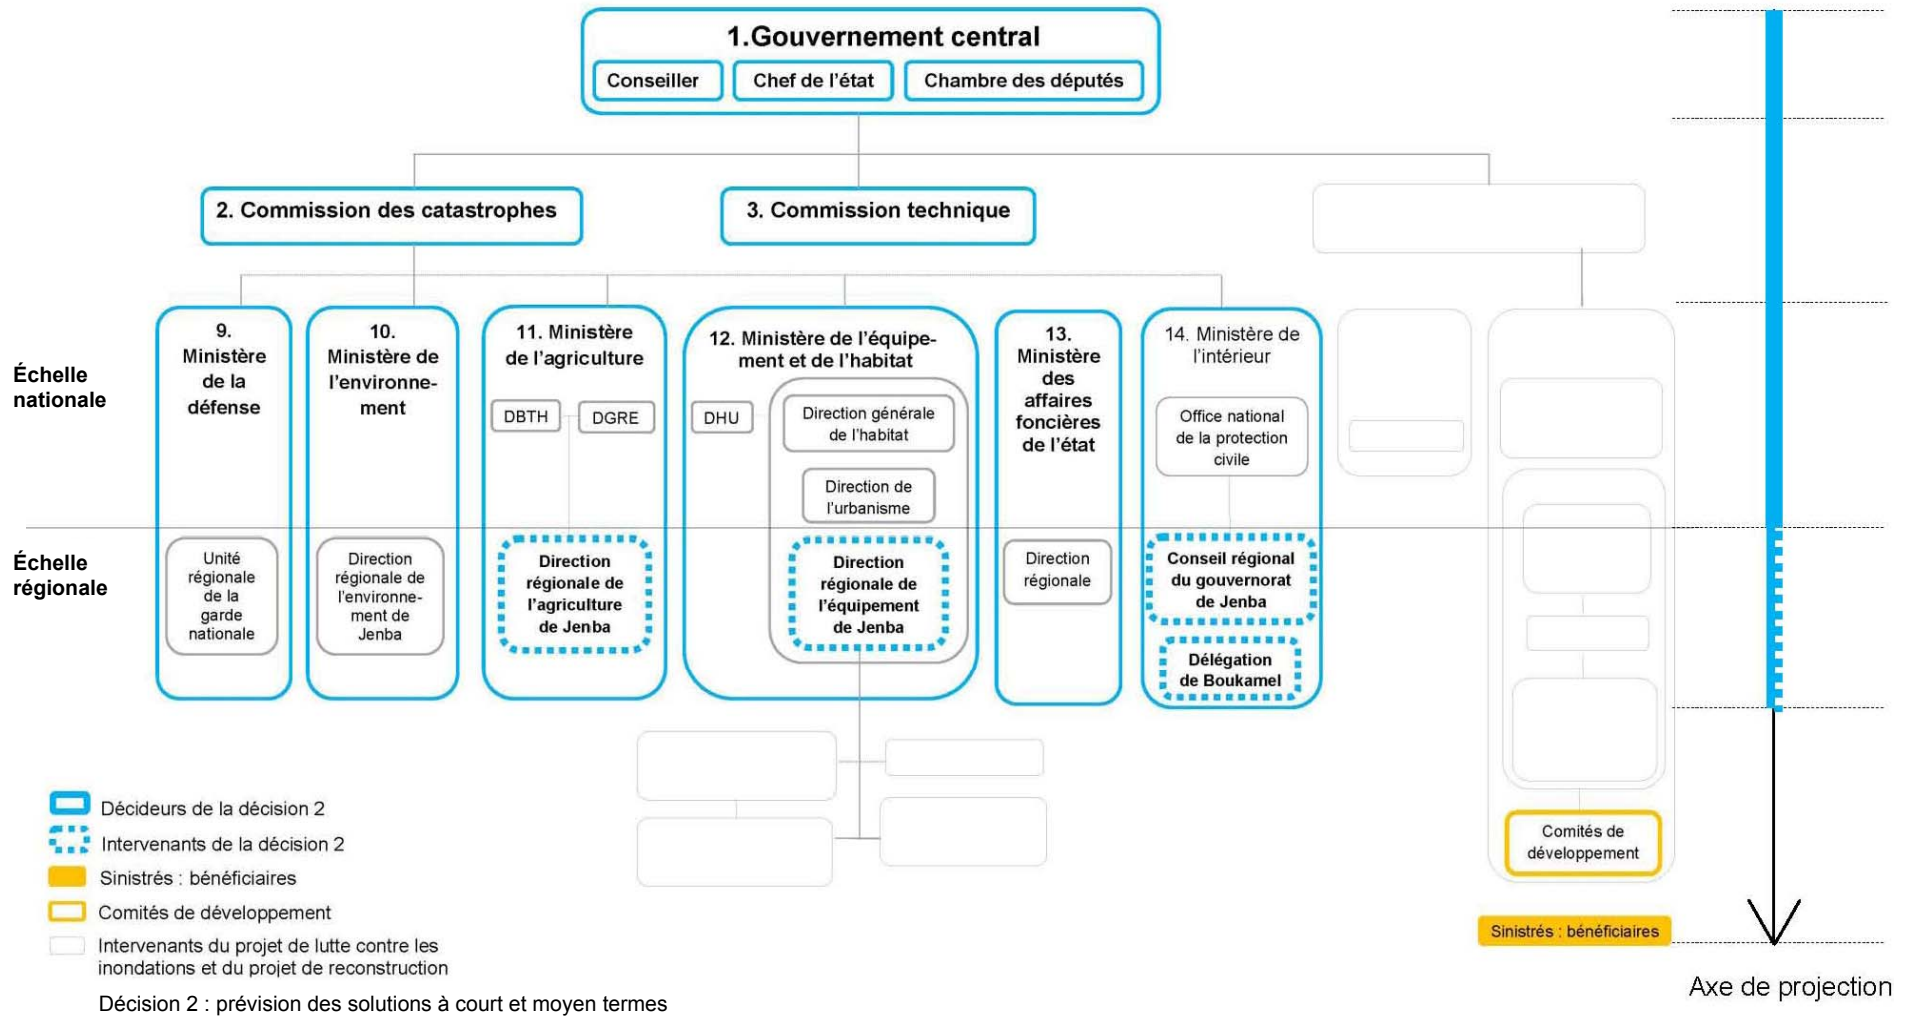 1.Gouvernement central
Conseiller
Chef de l'état
Chambre des députés
2. Commission des catastrophes
3. Commission technique
Échelle
nationale
9.
Ministère
de la
défense
10.
Ministère de
l'environne-
ment
11. Ministère
de l'agriculture
DBTH
DGRE
12. Ministère de l'équipe-
ment et de l'habitat
DHU
Direction générale
de l'habitat
Direction de
l'urbanisme
13.
Ministère
des
affaires
foncières
de l'état
14. Ministère de
l'intérieur
Office national
de la protection
civile
Échelle
régionale
Unité
régionale
de la
garde
nationale
Direction
régionale de
l'environne-
ment de
Jenba
Direction
régionale de
l'agriculture
de Jenba
Direction
régionale de
l'équipement
de Jenba
Direction
régionale
Conseil régional
du gouvernorat
de Jenba
Délégation
de Boukamel
Comités de
développement
Sinistrés : bénéficiaires
Axe de projection
Décideurs de la décision 2
Intervenants de la décision 2
Sinistrés : bénéficiaires
Comités de développement
Intervenants du projet de lutte contre les
inondations et du projet de reconstruction
Décision 2 : prévision des solutions à court et moyen termes